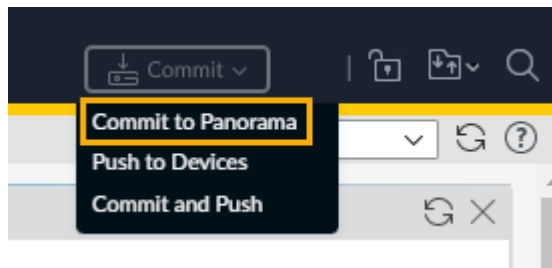 Commit
Commit to Panorama
Push to Devices
Commit and Push